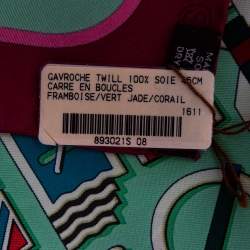 GAVROCHE TWILL 100% SOIE 45CM
CARRE EN BOUCLES
FRAMBOISE/VERT JADE/CORAIL
1611
893021S 08